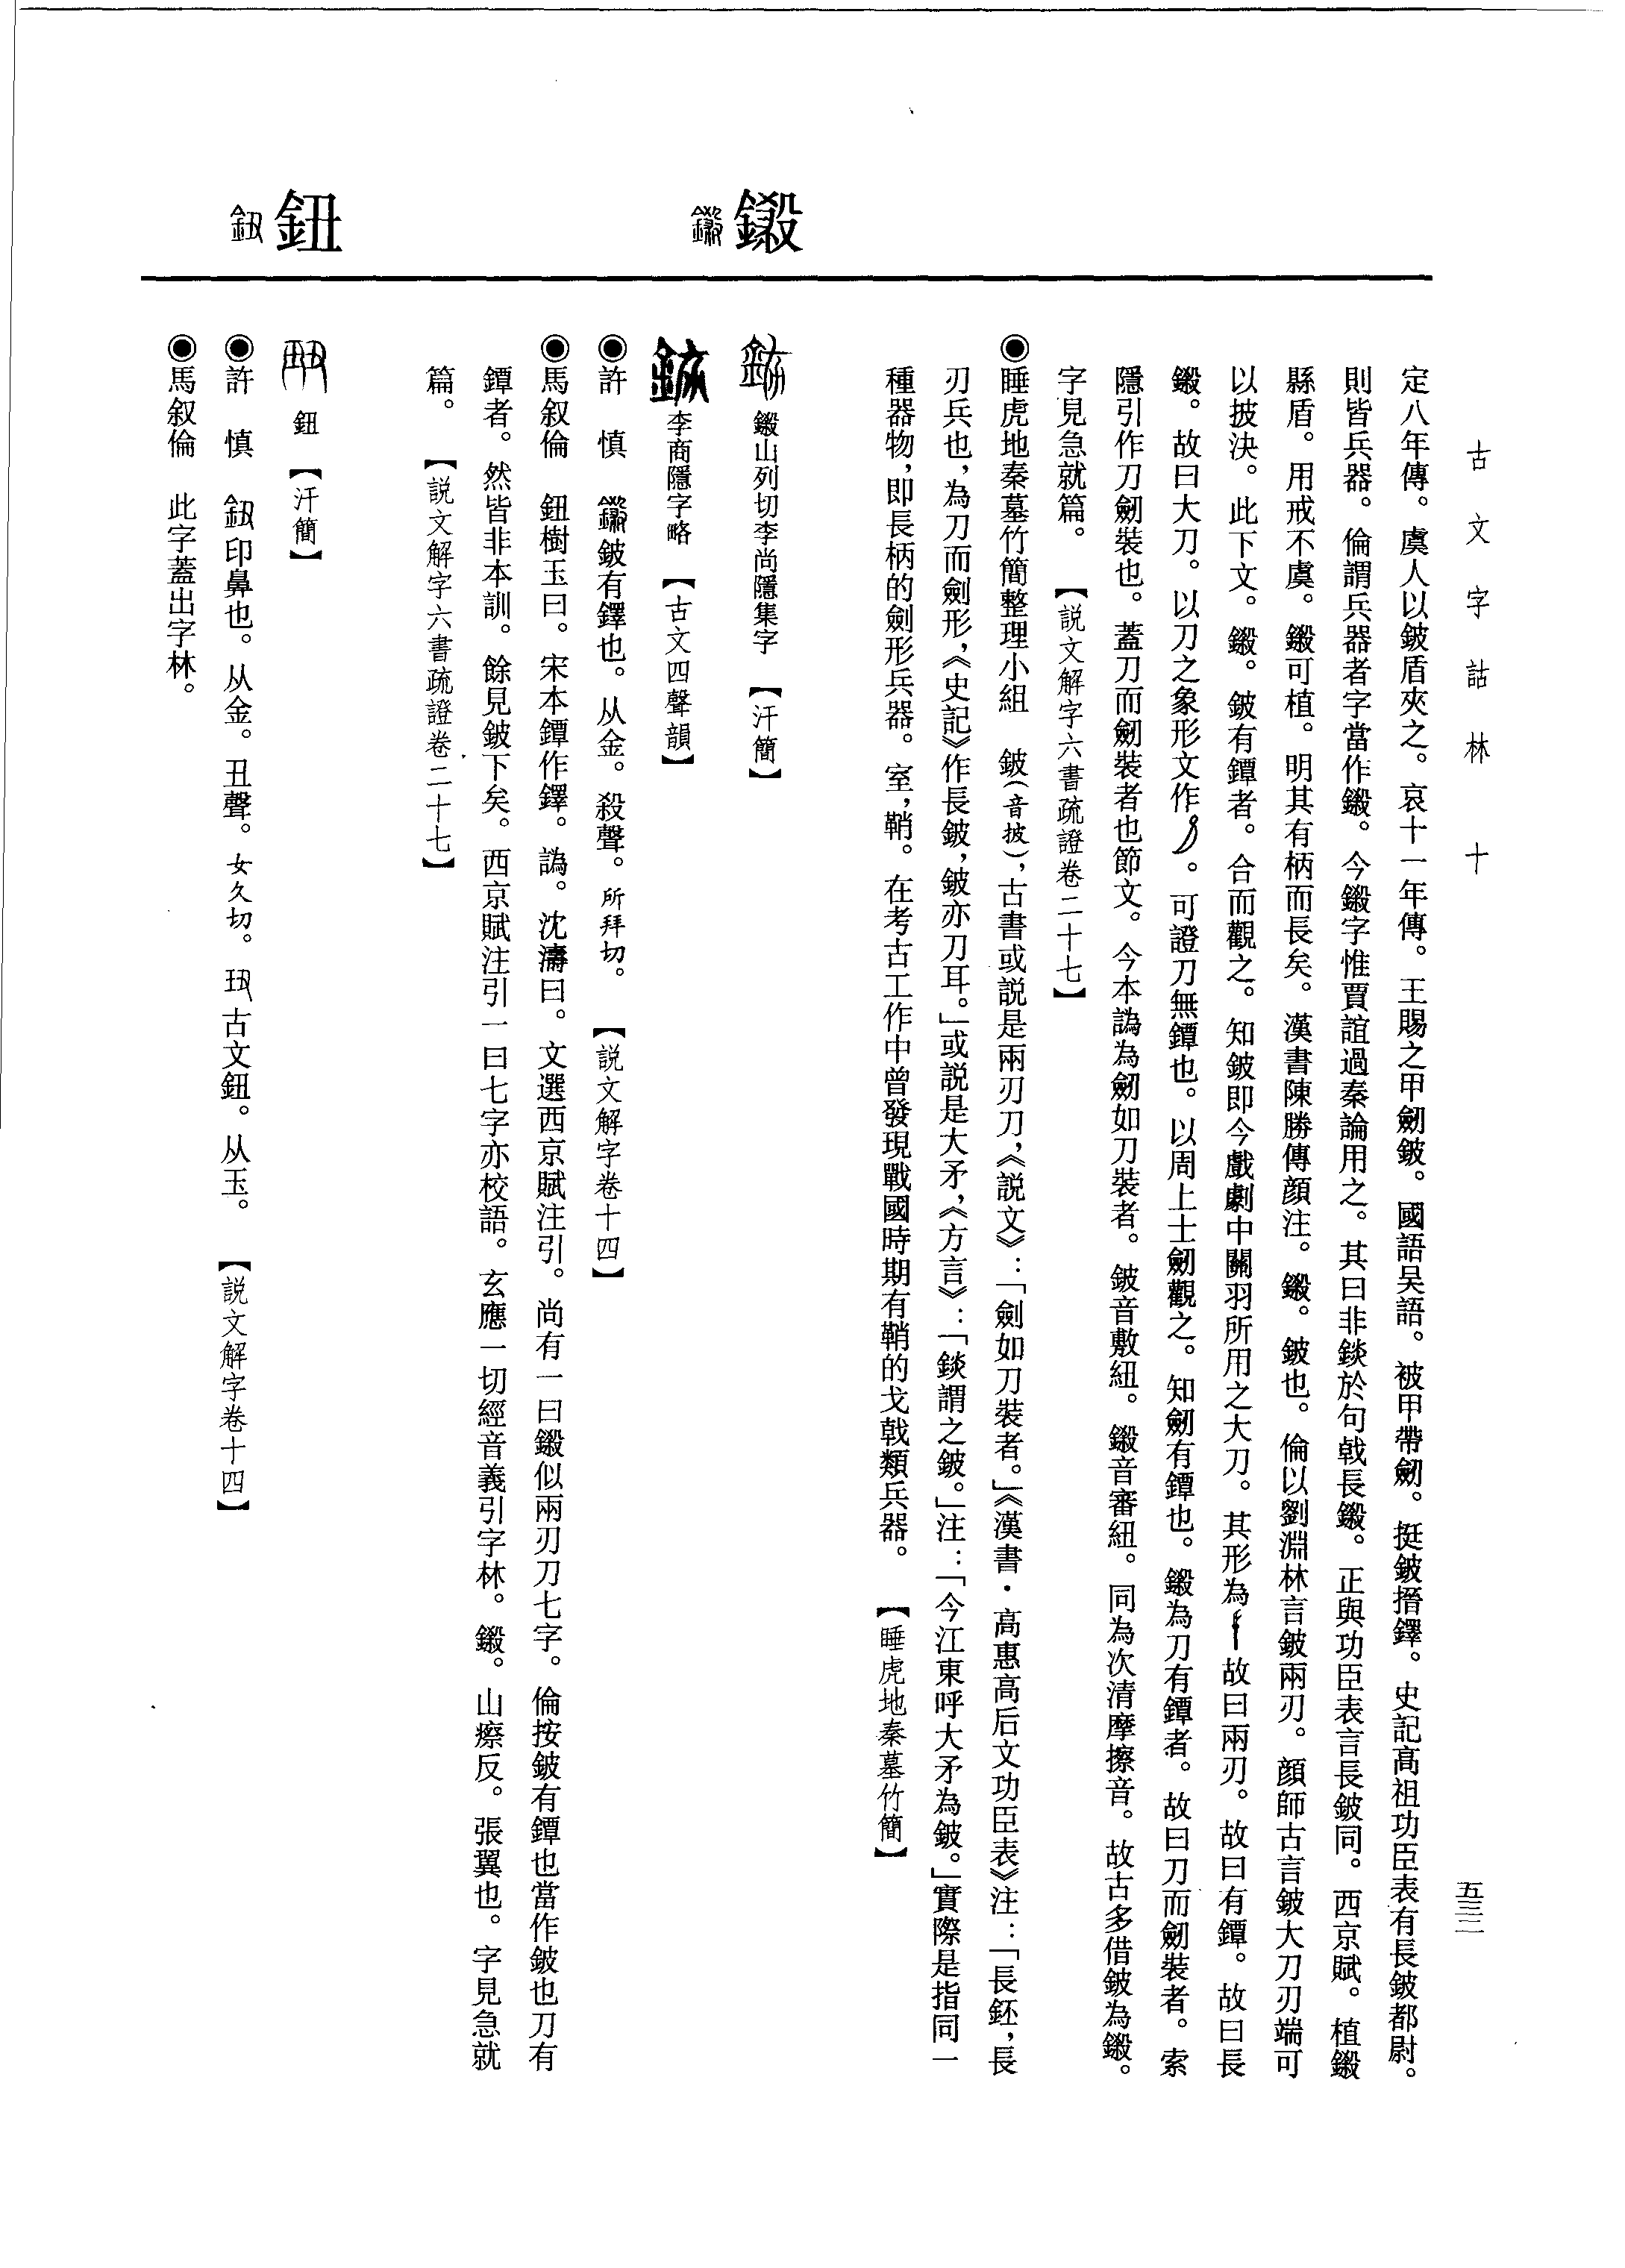 古文字詁林　十
五三二
定八年傳。虞人以鈹盾夾之。哀十一年傳。王賜之甲劒鈹。國語吴語。被甲帶劒。挺鈹搢鐸。史記高祖功臣表有長鈹都尉。
則皆兵器。倫謂兵器者字當作鎩。今鎩字惟賈誼過秦論用之。其曰非錟於句戟長鎩。正與功臣表言長鈹同。西京賦。植鎩
縣盾。用戒不虞。鎩可植。明其有柄而長矣。漢書陳勝傳顔注。鎩。鈹也。倫以劉淵林言鈹兩刃。顔師古言鈹大刀刃端可
以披決。此下文。鎩。鈹有鐔者。合而觀之。知鈹即今戲劇中關羽所用之大刀。其形為故曰兩刃。故曰有鐔。故曰長
鎩。故曰大刀。以刀之象形文作。可證刀無鐔也。以周上士劒觀之。知劒有鐔也。鎩為刀有鐔者。故曰刀而劒裝者。索
隱引作刀劒裝也。蓋刀而劒裝者也節文。今本譌為劒如刀裝者。鈹音敷紐。鎩音審紐。同為次清摩擦音。故古多借鈹為鎩。
字見急就篇。【説文解字六書疏證卷二十七】
◉睡虎地秦墓竹簡整理小組　鈹(音披)，古書或説是兩刃刀，《説文》：「劍如刀裝者。」《漢書·高惠高后文功臣表》注：「長鉟，長
刃兵也，為刀而劍形，《史記》作長鈹，鈹亦刀耳。」或説是大矛，《方言》：「錟謂之鈹。」注：「今江東呼大矛為鈹。」實際是指同一
種器物，即長柄的劍形兵器。室，鞘。在考古工作中曾發現戰國時期有鞘的戈戟類兵器。【睡虎地秦墓竹簡】
鎩
鎩山列切李尚隱集字【汗簡】
李商隱字略【古文四聲韻】
◉許　慎　鎩鈹有鐸也。从金。殺聲。所拜切。【説文解字卷十四】
◉馬叙倫　鈕樹玉曰。宋本鐔作鐸。譌。沈濤曰。文選西京賦注引。尚有一曰鎩似兩刃刀七字。倫按鈹有鐔也當作鈹也刀有
鐔者。然皆非本訓。餘見鈹下矣。西京賦注引一曰七字亦校語。玄應一切經音義引字林。鎩。山瘵反。張翼也。字見急就
篇。【説文解字六書疏證卷二十七】
鈕
鈕【汗簡】
◉許　慎　鈕印鼻也。从金。丑聲。女久切。㺲古文鈕。从玉。【説文解字卷十四】
◉馬叙倫　此字蓋出字林。